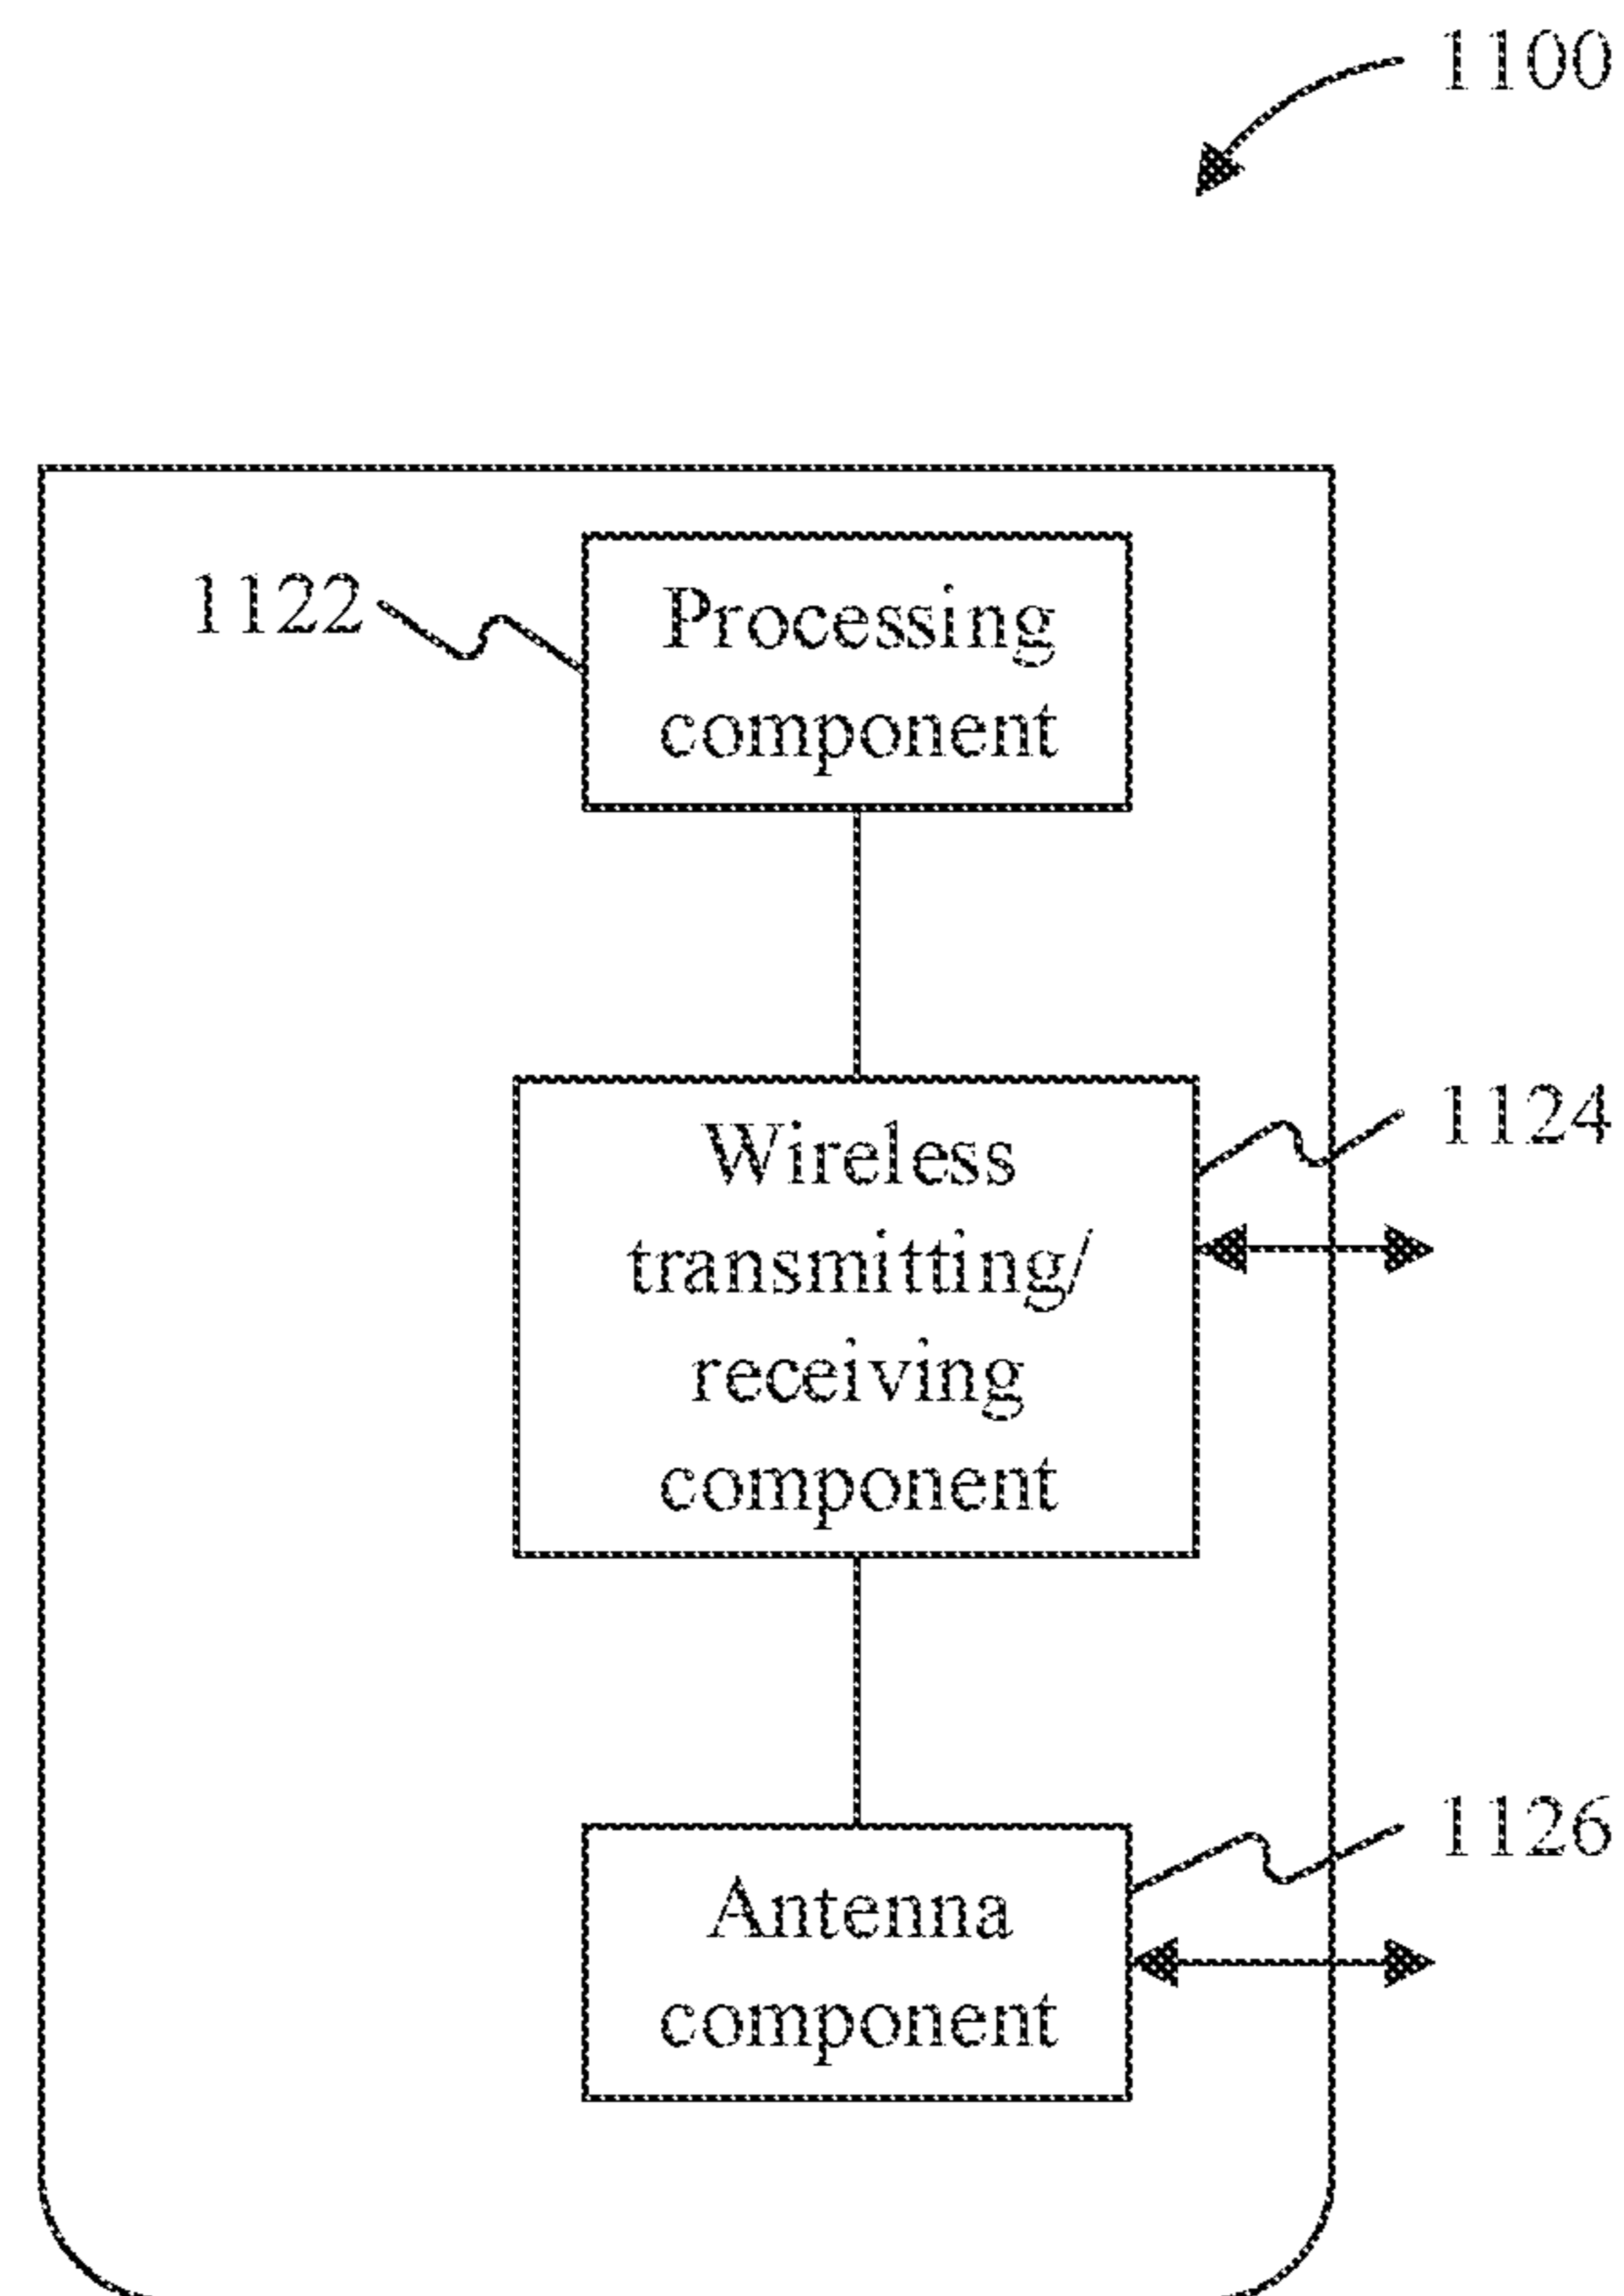 1100
1122
Processing
component
1124
Wireless
transmitting/
receiving
component
1126
Antenna
component